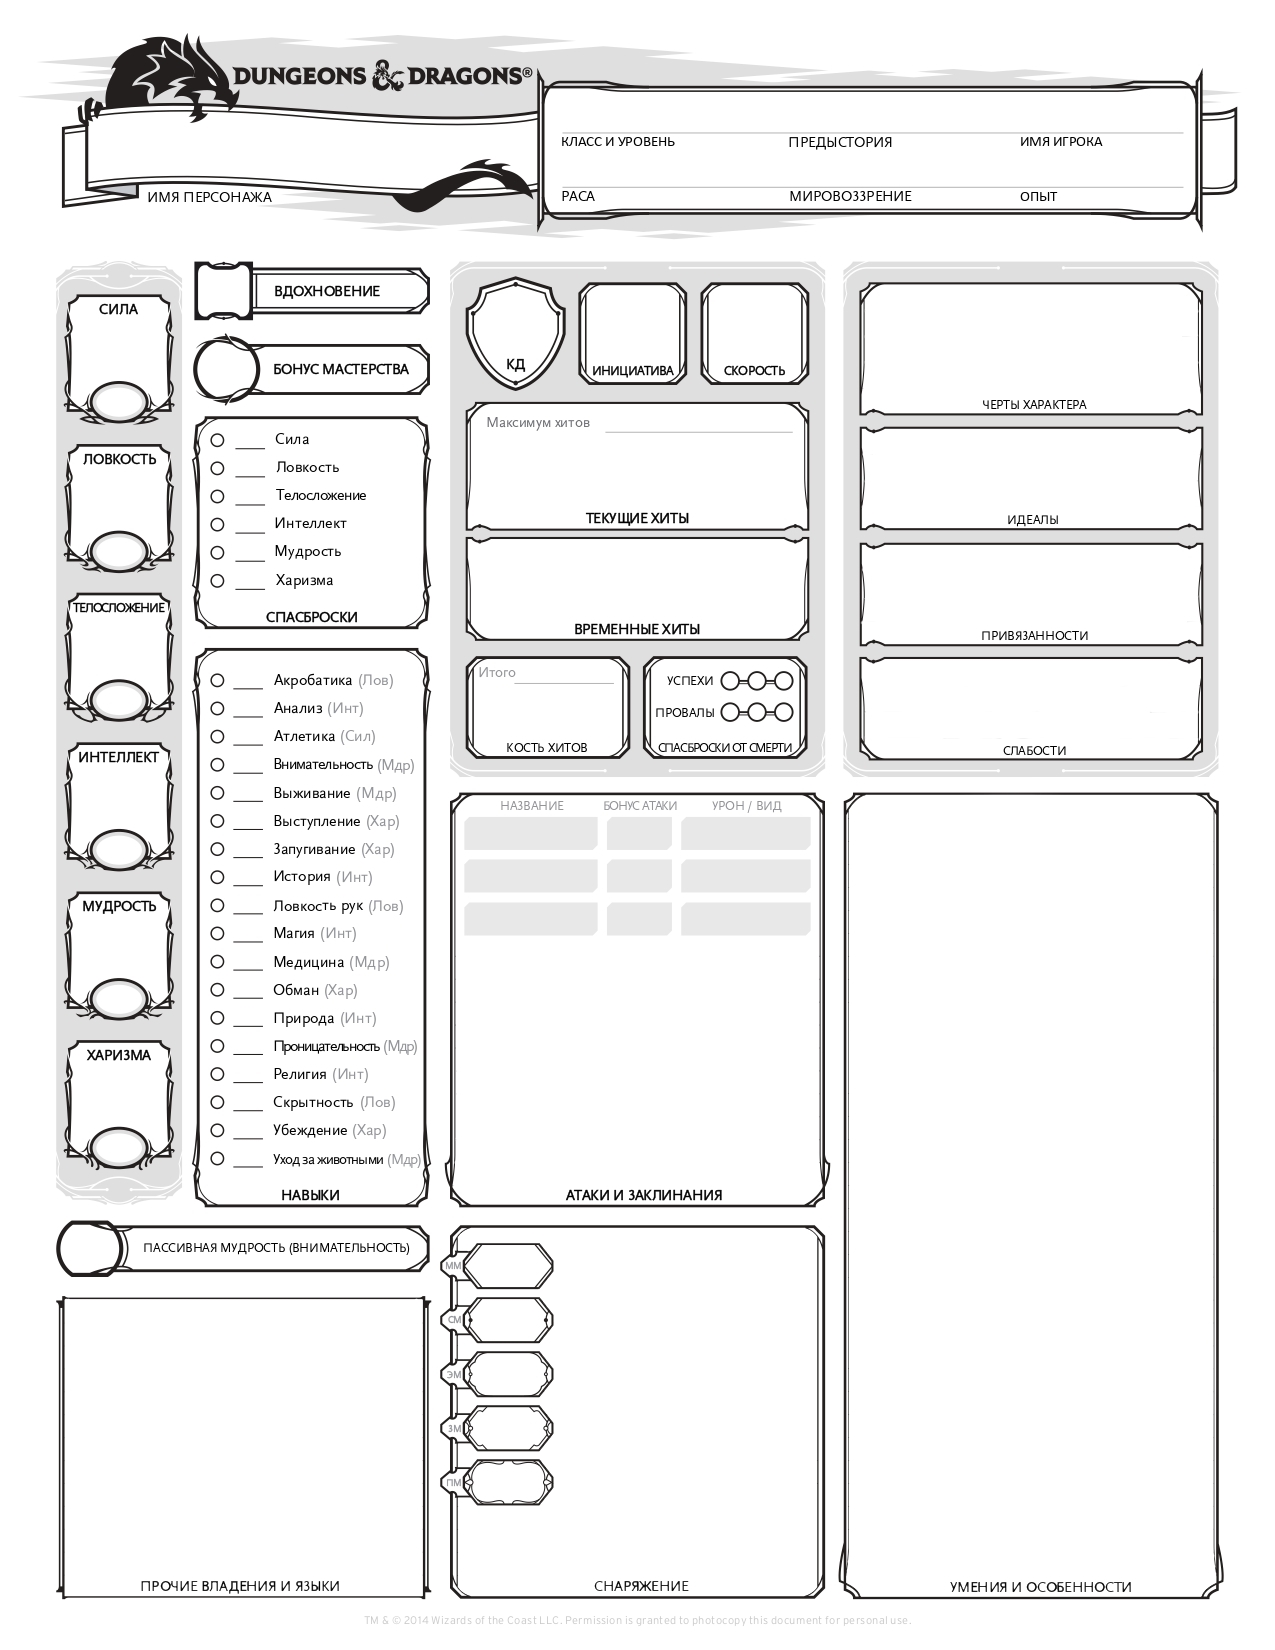 DUNGEONS & DRAGONS®
КЛАСС И УРОВЕНЬ
ПРЕДЫСТОРИЯ
ИМЯ ИГРОКА
ИМЯ ПЕРСОНАЖА
РАСА
МИРОВОЗЗРЕНИЕ
ОПЫТ
СИЛА
ЛОВКОСТЬ
ТЕЛОСЛОЖЕНИЕ
ИНТЕЛЛЕКТ
МУДРОСТЬ
ХАРИЗМА
ВДОХНОВЕНИЕ
БОНУС МАСТЕРСТВА
Сила
Ловкость
Телосложение
Интеллект
Мудрость
Харизма
СПАСБРОСКИ
Акробатика (Лов)
Анализ (Инт)
Атлетика (Сил)
Внимательность (Мдр)
Выживание (Мдр)
Выступление (Хар)
Запугивание (Хар)
История (Инт)
Ловкость рук (Лов)
Магия (Инт)
Медицина (Мдр)
Обман (Хар)
Природа (Инт)
Проницательность (Мдр)
Религия (Инт)
Скрытность (Лов)
Убеждение (Хар)
Уход за животными (Мдр)
НАВЫКИ
ПАССИВНАЯ МУДРОСТЬ (ВНИМАТЕЛЬНОСТЬ)
ПРОЧИЕ ВЛАДЕНИЯ И ЯЗЫКИ
КД
ИНИЦИАТИВА
СКОРОСТЬ
Максимум хитов
ТЕКУЩИЕ ХИТЫ
ВРЕМЕННЫЕ ХИТЫ
Итого
КОСТЬ ХИТОВ
УСПЕХИ
ПРОВАЛЫ
СПАСБРОСКИ ОТ СМЕРТИ
НАЗВАНИЕ
БОНУС АТАКИ
УРОН / ВИД
АТАКИ И ЗАКЛИНАНИЯ
ММ
СМ
ЭМ
ЗМ
ПМ
СНАРЯЖЕНИЕ
ЧЕРТЫ ХАРАКТЕРА
ИДЕАЛЫ
ПРИВЯЗАННОСТИ
СЛАБОСТИ
УМЕНИЯ И ОСОБЕННОСТИ
TM & © 2014 Wizards of the Coast LLC. Permission is granted to photocopy this document for personal use.